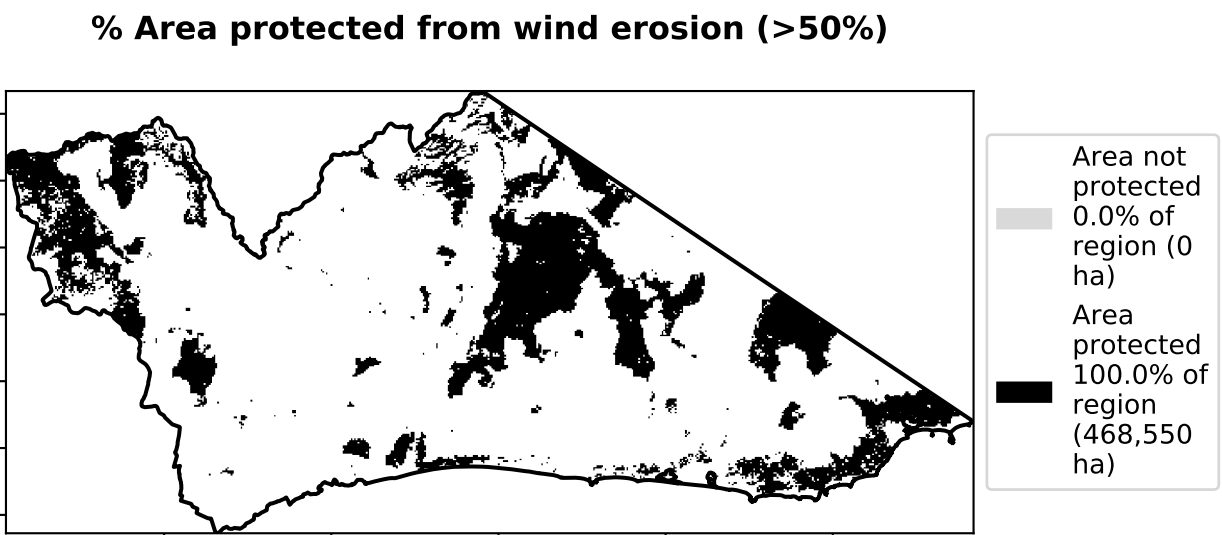 % Area protected from wind erosion (>50%)
Area not
protected
0.0% of
region (0
ha)
Area
protected
100.0% of
region
(468,550
ha)